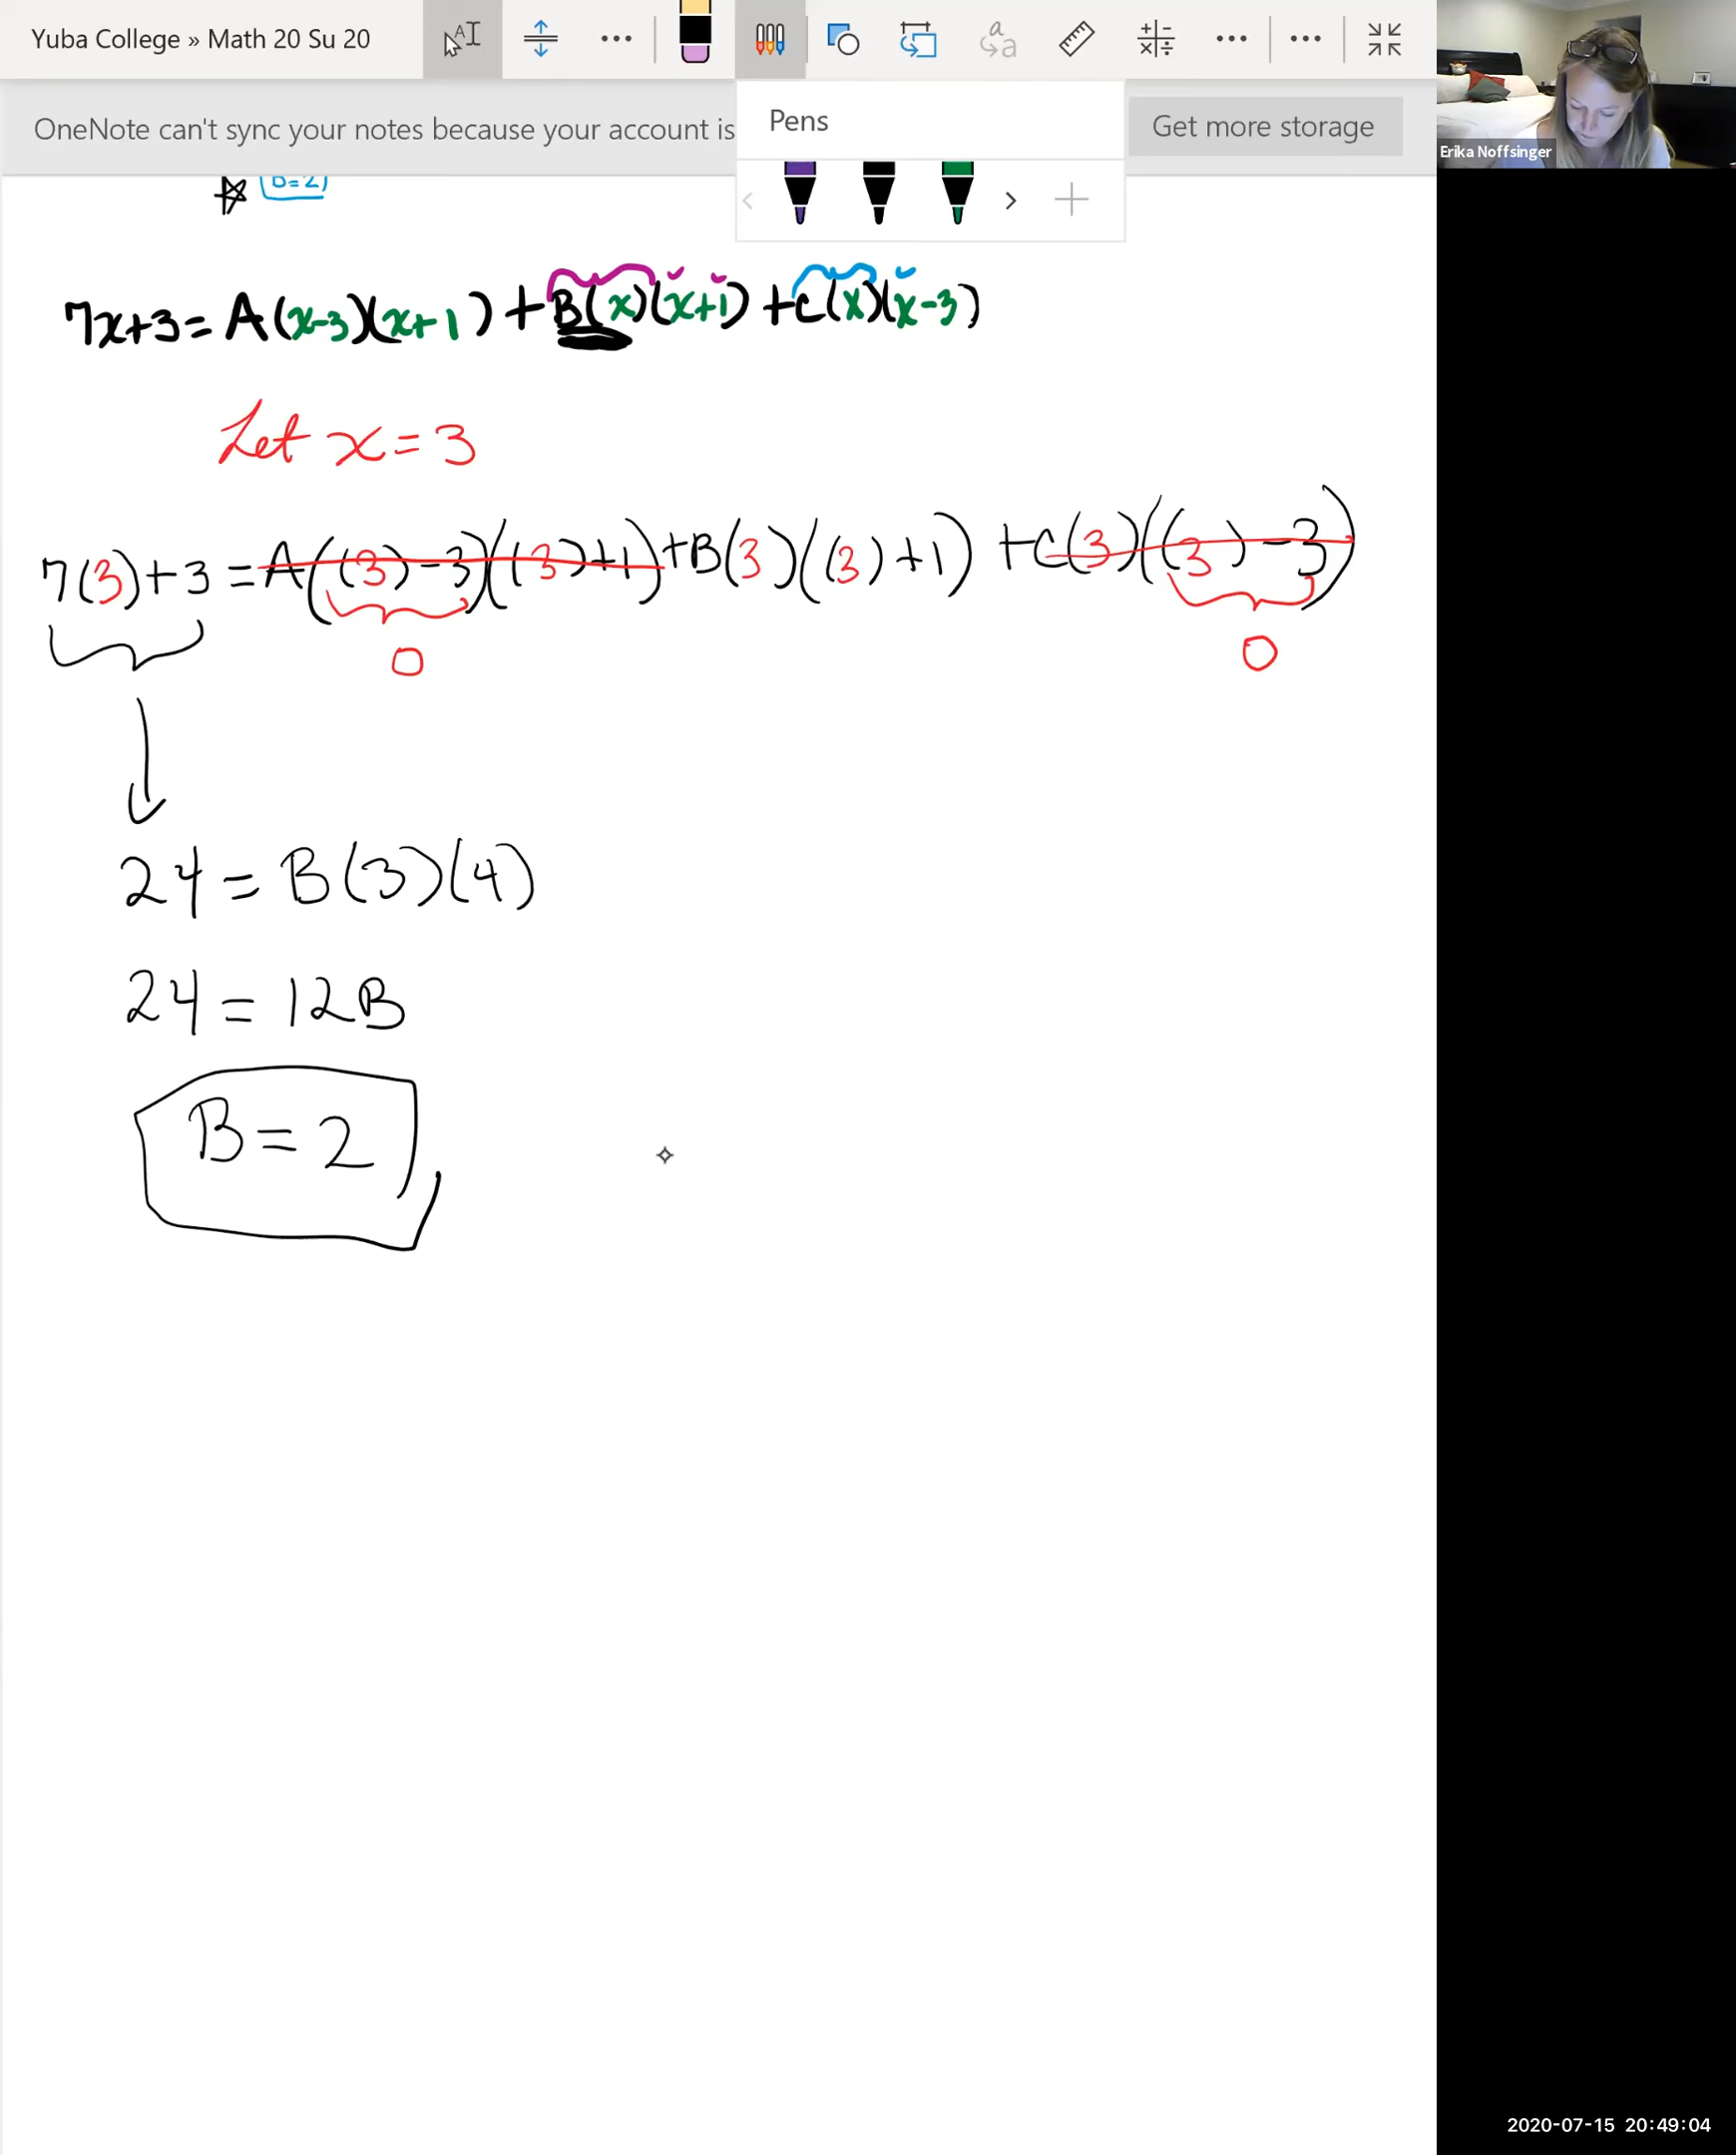 Yuba College » Math 20 Su 20
OneNote can't sync your notes because your account is
Pens
Get more storage
Erika Noffsinger
B=2
7x+3=A(x-3)(x+1)+B(x)(x+1)+C(x)(x-3)
Let x=3
7(3)+3=A((3)-3)((3)+1)+B(3)((3)+1)+C(3)((3)-3)
0 0
24=B(3)(4)
24=12B
B=2
2020-07-15 20:49:04